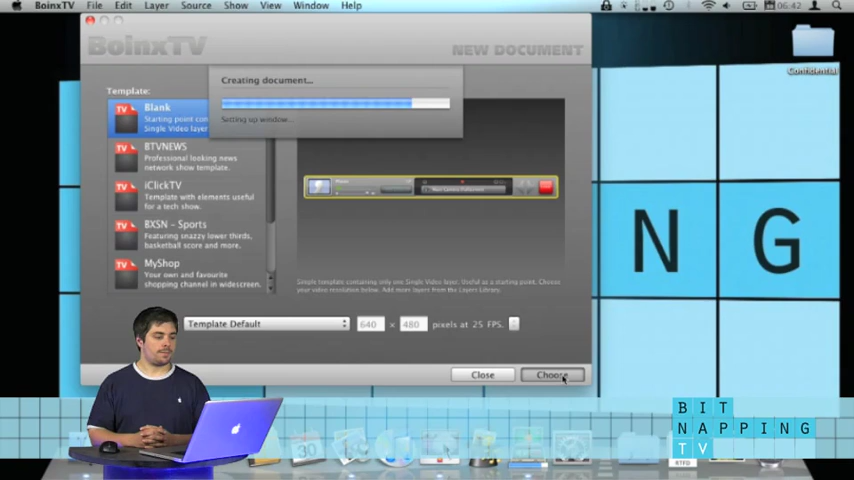 BoinxTV File Edit Layer Source Show Extras Window Help 06:42
BoinxTV
NEW DOCUMENT
Creating document...
Setting up window...
Template:
Blank
Starting point con
Single Video layer
BTVNEWS
Professional looking news
network show template.
iClickTV
Template with elements useful
for a tech show.
BXSN - Sports
Featuring snazzy lower thirds,
basketball score and more.
MyShop
Your own and favourite
shopping channel in widescreen.
Simple template containing only one Single Video layer. Useful as a starting point. Choose
your video resolution below. Add more layers from the Layers Library.
Template Default
640 × 480 pixels at 25 FPS.
Close
Choose
Confidential
N G
30
RTFD
BIT
NAPPING
TV